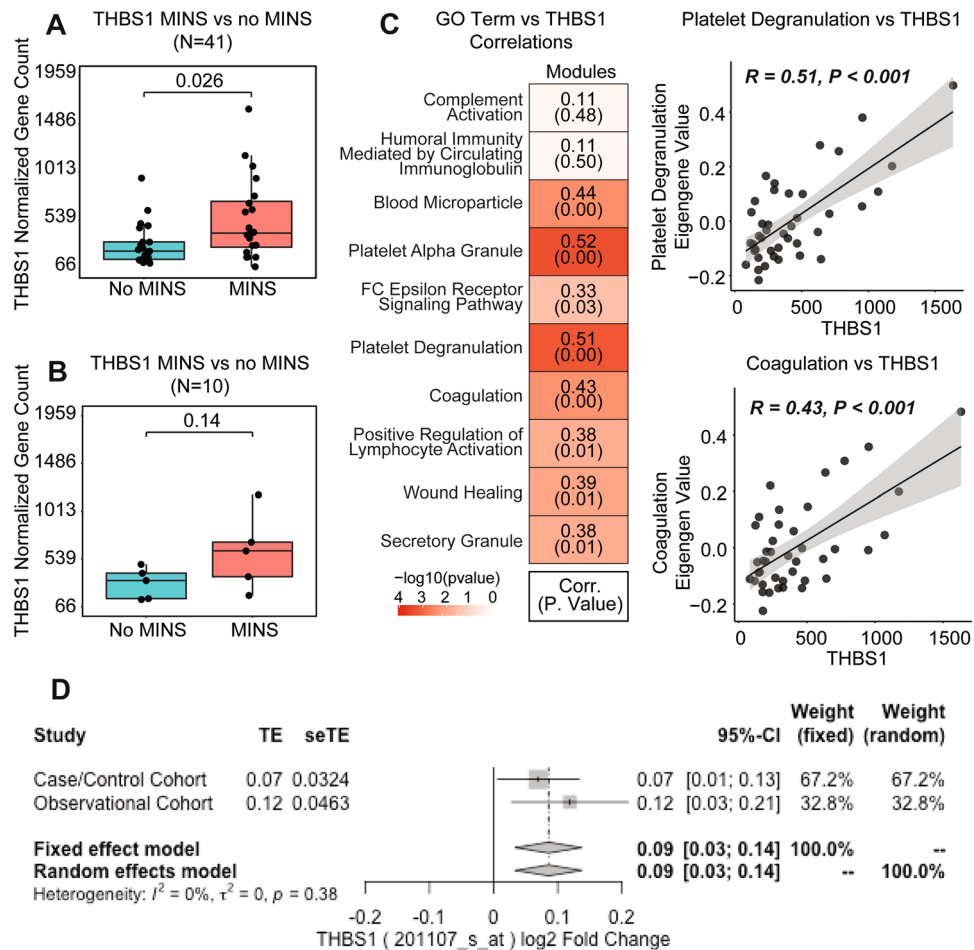 A
THBS1 MINS vs no MINS
(N=41)
THBS1 Normalized Gene Count
1959
1486
1013
539
66
0.026
No MINS
MINS
B
THBS1 MINS vs no MINS
(N=10)
THBS1 Normalized Gene Count
1959
1486
1013
539
66
0.14
No MINS
MINS
C
GO Term vs THBS1
Correlations
Modules
Complement
Activation
0.11
(0.48)
Humoral Immunity
Mediated by Circulating
Immunoglobulin
0.11
(0.50)
Blood Microparticle
0.44
(0.00)
Platelet Alpha Granule
0.52
(0.00)
FC Epsilon Receptor
Signaling Pathway
0.33
(0.03)
Platelet Degranulation
0.51
(0.00)
Coagulation
0.43
(0.00)
Positive Regulation of
Lymphocyte Activation
0.38
(0.01)
Wound Healing
0.39
(0.01)
Secretory Granule
0.38
(0.01)
−log10(pvalue)
4 3 2 1 0
Corr.
(P. Value)
Platelet Degranulation vs THBS1
R = 0.51, P < 0.001
Platelet Degranulation
Eigengene Value
0.4
0.2
0.0
−0.2
0 500 1000 1500
THBS1
Coagulation vs THBS1
R = 0.43, P < 0.001
Coagulation
Eigengen Value
0.4
0.2
−0.0
−0.2
0 500 1000 1500
THBS1
D
Weight Weight
Study TE seTE 95%-CI (fixed) (random)
Case/Control Cohort 0.07 0.0324 0.07 [0.01; 0.13] 67.2% 67.2%
Observational Cohort 0.12 0.0463 0.12 [0.03; 0.21] 32.8% 32.8%
Fixed effect model 0.09 [0.03; 0.14] 100.0% --
Random effects model 0.09 [0.03; 0.14] -- 100.0%
Heterogeneity: I² = 0%, τ² = 0, p = 0.38
-0.2 -0.1 0 0.1 0.2
THBS1 ( 201107_s_at ) log2 Fold Change